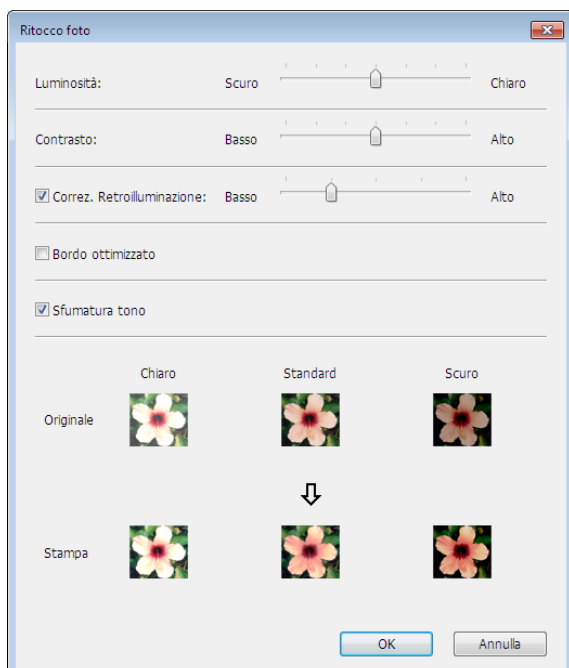 Ritocco foto
Luminosità: Scuro Chiaro
Contrasto: Basso Alto
Correz. Retroilluminazione: Basso Alto
Bordo ottimizzato
Sfumatura tono
Chiaro Standard Scuro
Originale
Stampa
OK Annulla